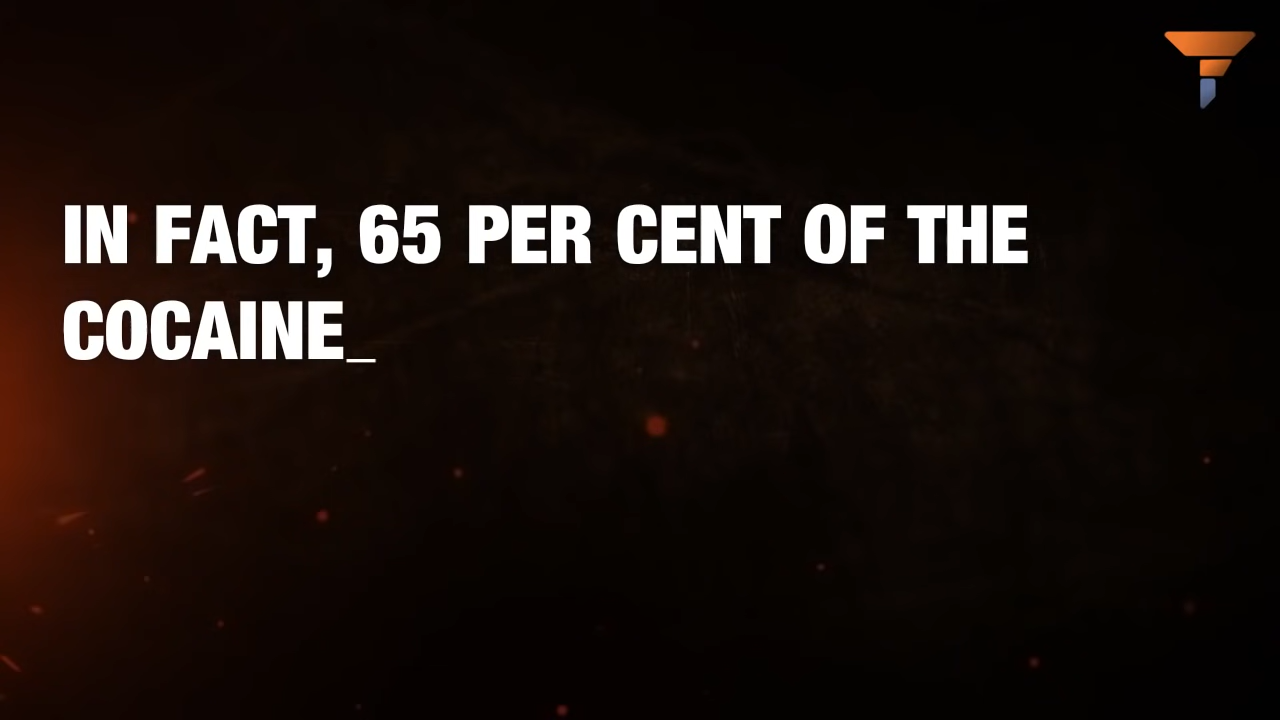 IN FACT, 65 PER CENT OF THE
COCAINE_